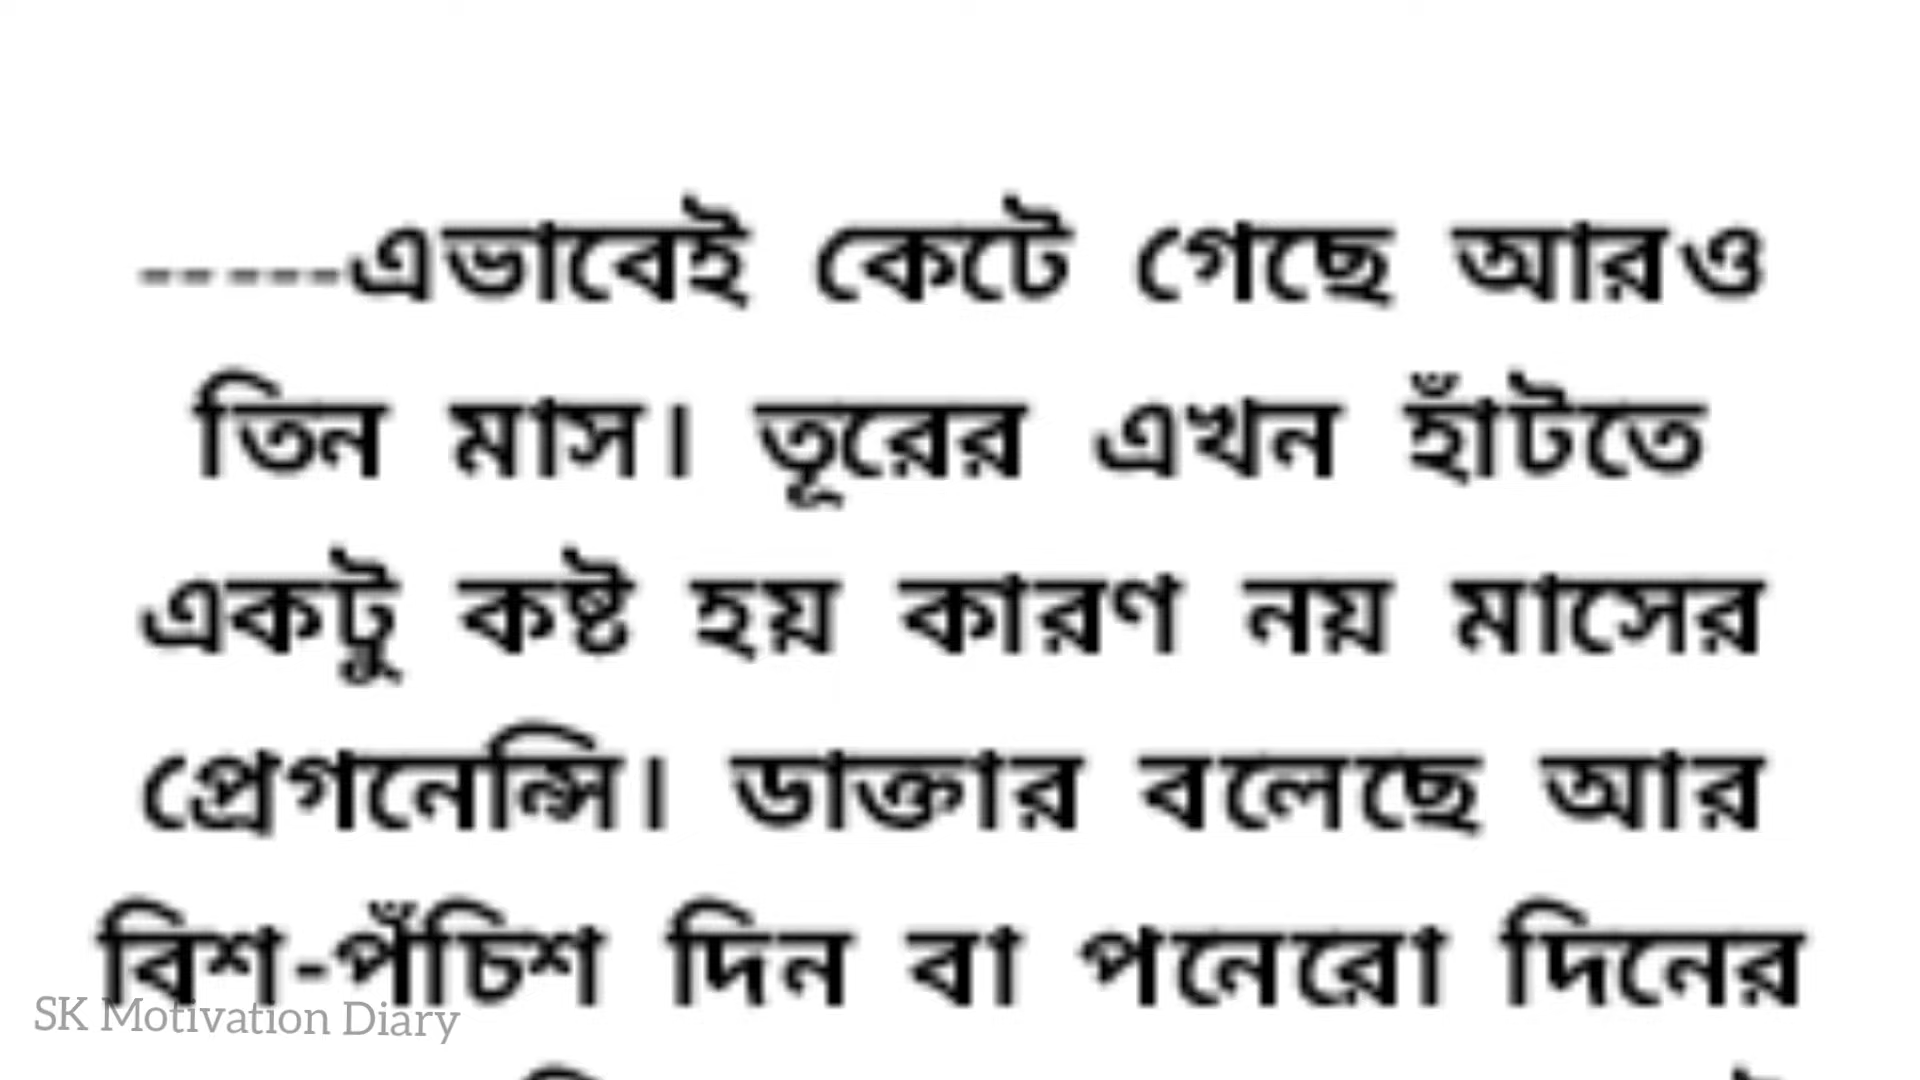 -----এভাবেই কেটে গেছে আরও
তিন মাস। তূরের এখন হাঁটতে
একটু কষ্ট হয় কারণ নয় মাসের
প্রেগনেন্সি। ডাক্তার বলেছে আর
বিশ-পঁচিশ দিন বা পনেরো দিনের
SK Motivation Diary